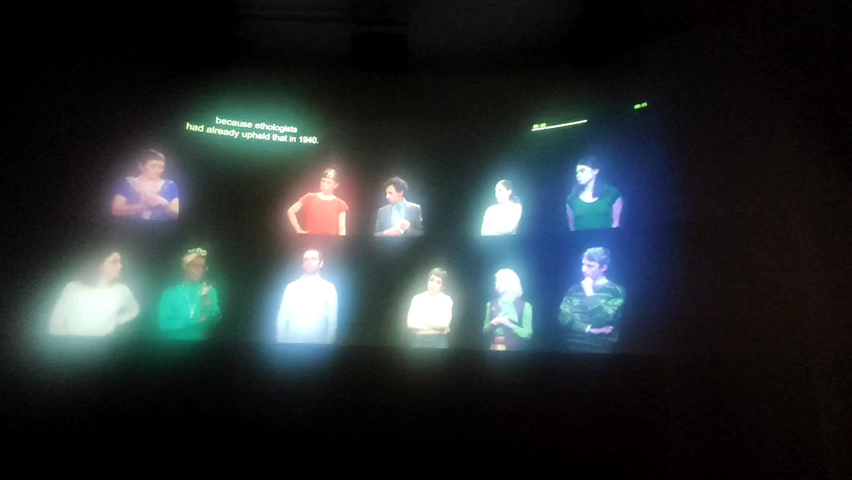 because ethologists
had already upheld that in 1940.